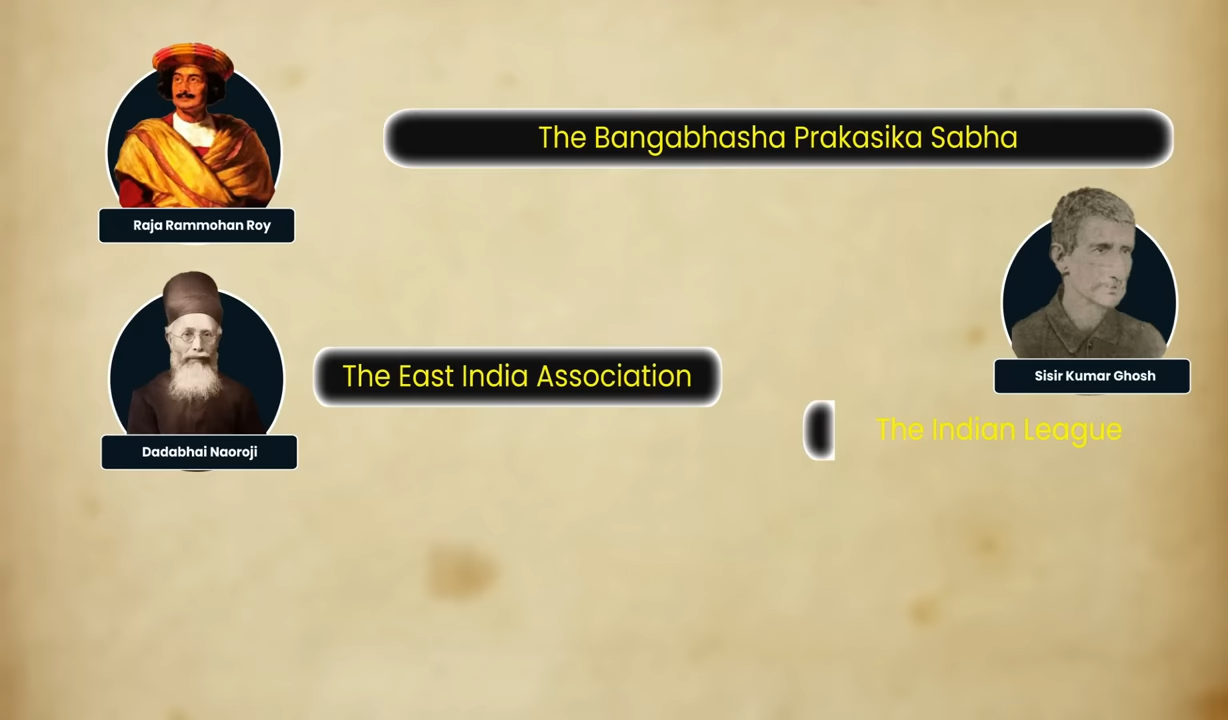 The Bangabhasha Prakasika Sabha
Raja Rammohan Roy
The East India Association
Sisir Kumar Ghosh
The Indian League
Dadabhai Naoroji